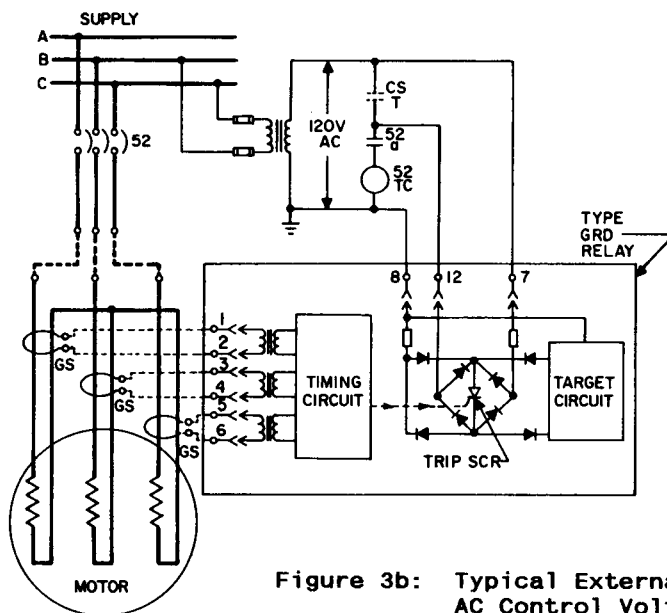 SUPPLY
A
B
C
52
120V
AC
CS
T
52
a
52
TC
TYPE
GRD
RELAY
8
12
7
1
2
3
4
5
6
GS
GS
GS
TIMING
CIRCUIT
TARGET
CIRCUIT
TRIP SCR
MOTOR
Figure 3b: Typical Externa
AC Control Vol